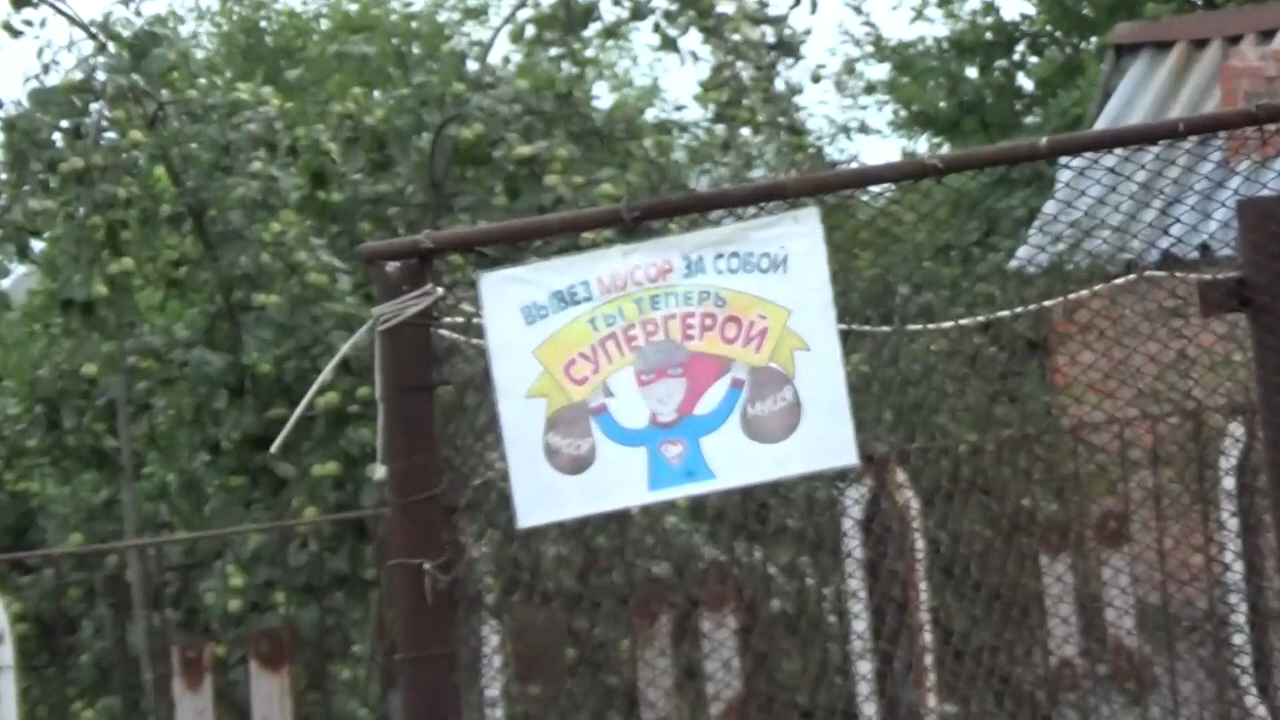 ВЫВЕЗ МУСОР ЗА СОБОЙ
ТЫ ТЕПЕРЬ
СУПЕРГЕРОЙ
МУСОР
МУСОР